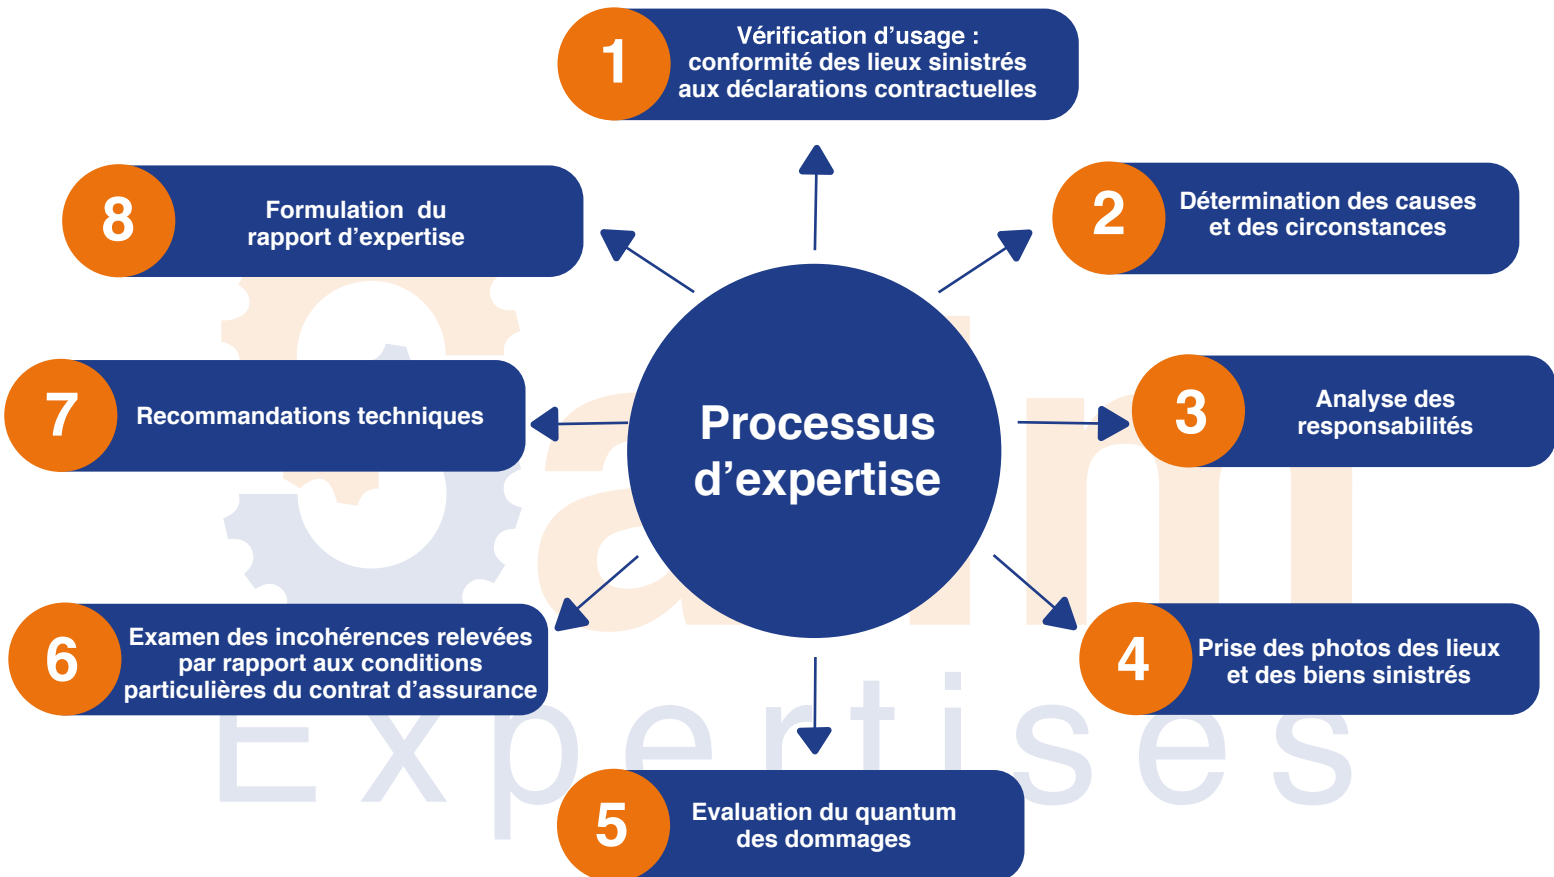 1
Vérification d’usage :
conformité des lieux sinistrés
aux déclarations contractuelles
2
Détermination des causes
et des circonstances
3
Analyse des
responsabilités
4
Prise des photos des lieux
et des biens sinistrés
5
Evaluation du quantum
des dommages
6
Examen des incohérences relevées
par rapport aux conditions
particulières du contrat d’assurance
7
Recommandations techniques
8
Formulation du
rapport d’expertise
Processus
d’expertise
Expertises